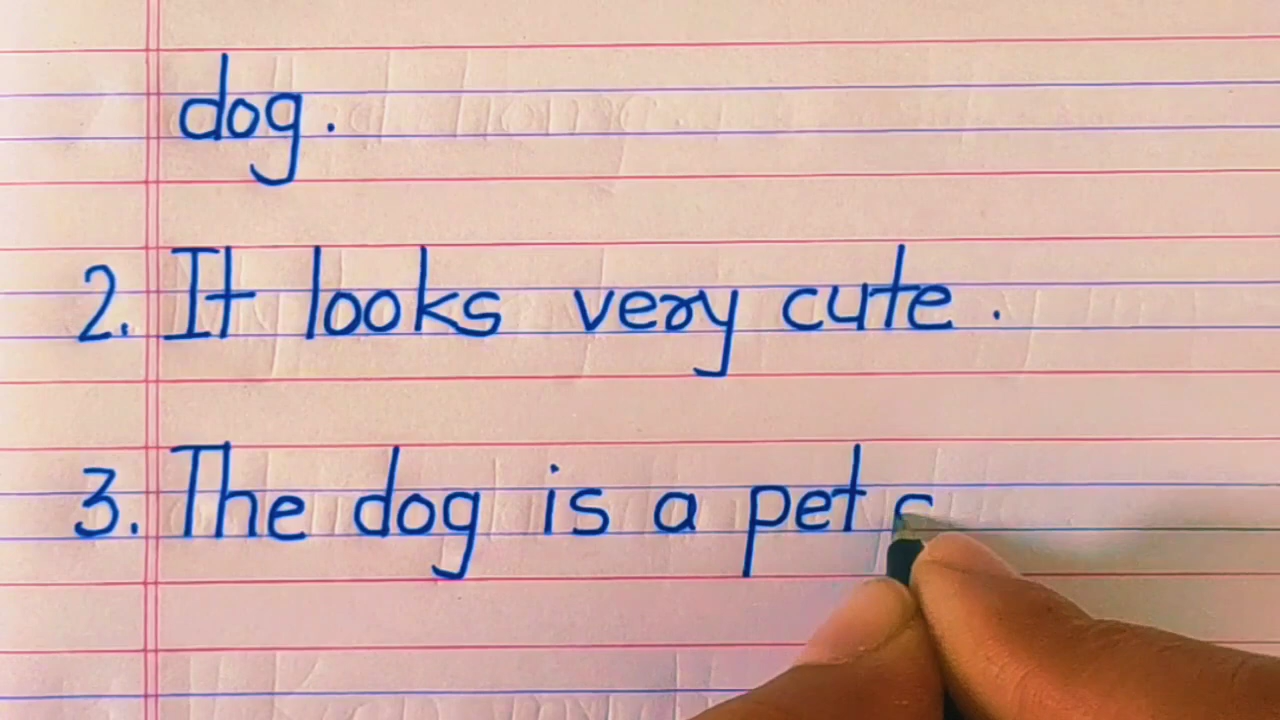 dog.
2. It looks very cute.
3. The dog is a pet